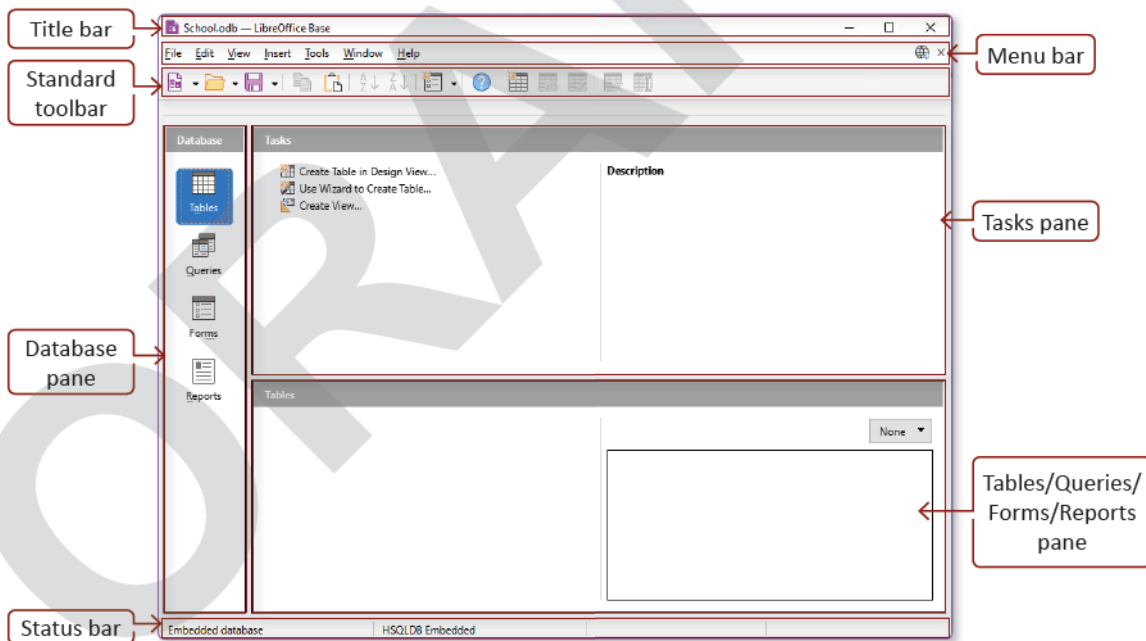 Title bar
School.odb — LibreOffice Base
File Edit View Insert Tools Window Help
Menu bar
Standard
toolbar
Database
Tasks
Create Table in Design View...
Use Wizard to Create Table...
Create View...
Description
Tables
Queries
Forms
Reports
Tasks pane
Database
pane
Tables
None
Tables/Queries/
Forms/Reports
pane
Status bar
Embedded database
HSQLDB Embedded